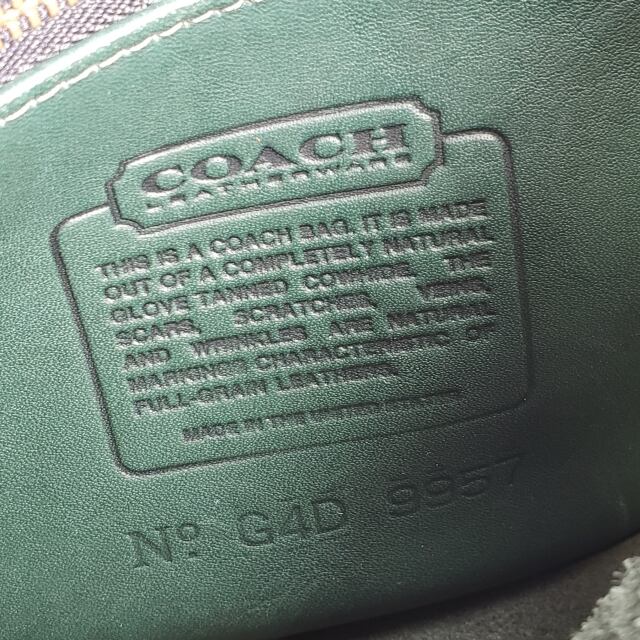 COACH
LEATHERWARE
THIS IS A COACH BAG. IT IS MADE
OUT OF A COMPLETELY NATURAL
GLOVE TANNED COWHIDE. THE
SCARS, SCRATCHES, VEINS,
AND WRINKLES ARE NATURAL
MARKINGS CHARACTERISTIC OF
FULL-GRAIN LEATHERS.
MADE IN THE UNITED STATES
Nº G4D 9957